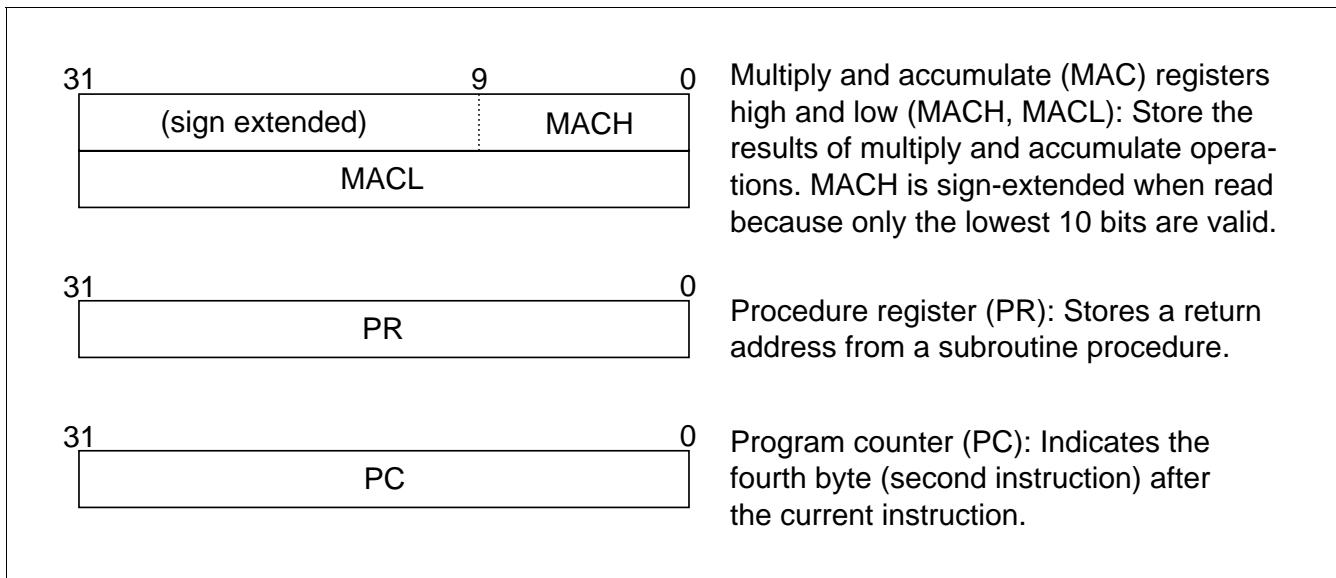 31 9 0
(sign extended) MACH
MACL
Multiply and accumulate (MAC) registers
high and low (MACH, MACL): Store the
results of multiply and accumulate opera-
tions. MACH is sign-extended when read
because only the lowest 10 bits are valid.
31 0
PR
Procedure register (PR): Stores a return
address from a subroutine procedure.
31 0
PC
Program counter (PC): Indicates the
fourth byte (second instruction) after
the current instruction.